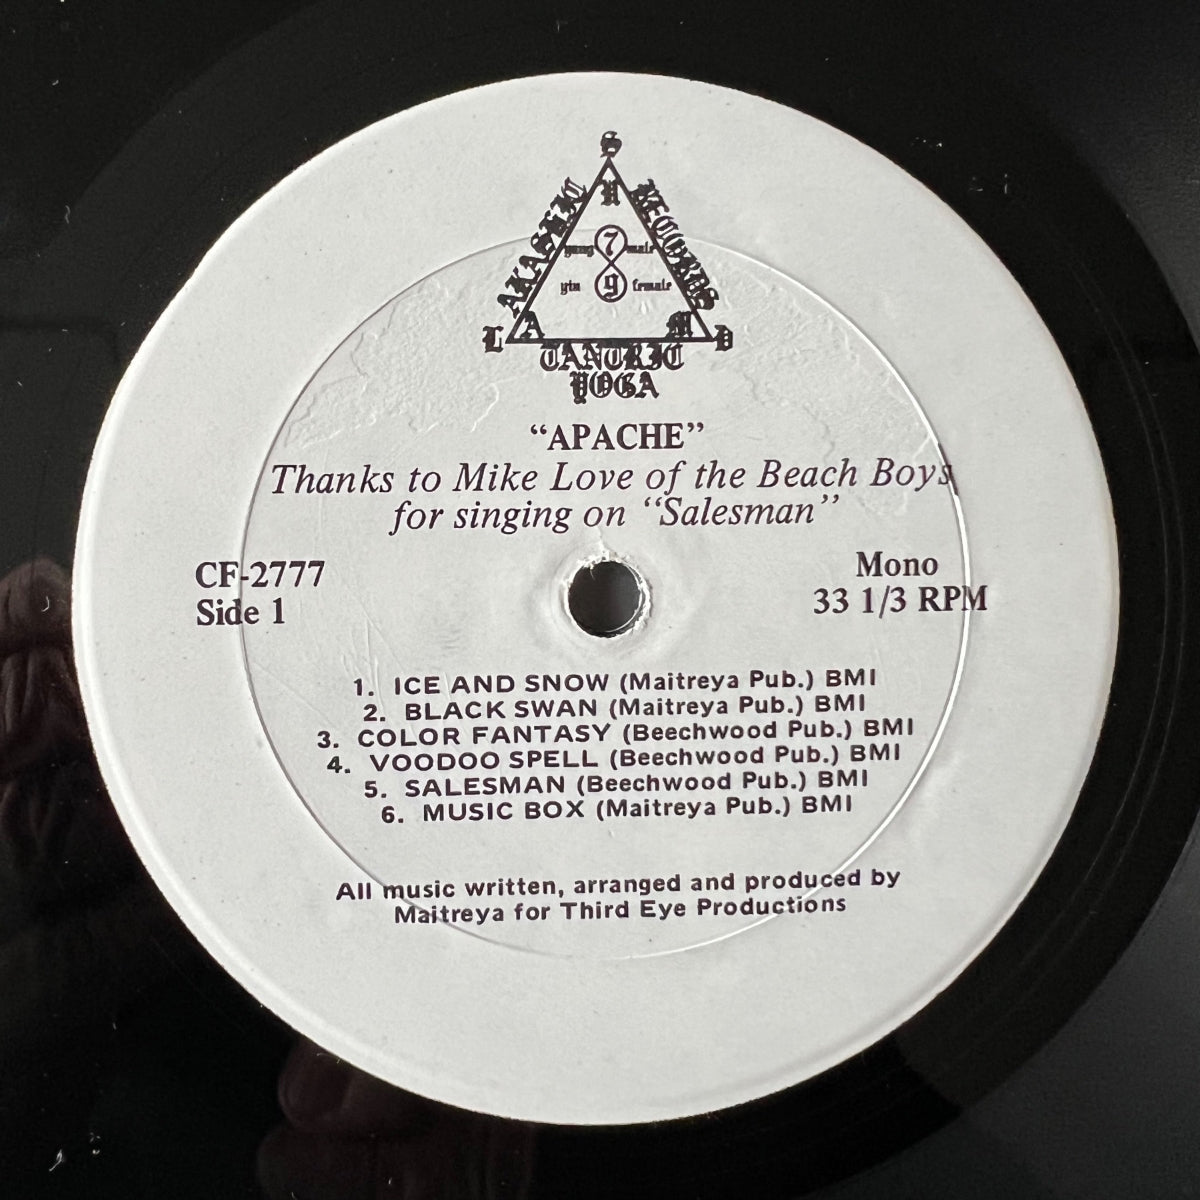 S
AKASHIC RECORDS
U
yang 7 male
yin 9 female
L A M D
TANTRIC
YOGA
“APACHE”
Thanks to Mike Love of the Beach Boys
for singing on “Salesman”
CF-2777
Side 1
Mono
33 1/3 RPM
1. ICE AND SNOW (Maitreya Pub.) BMI
2. BLACK SWAN (Maitreya Pub.) BMI
3. COLOR FANTASY (Beechwood Pub.) BMI
4. VOODOO SPELL (Beechwood Pub.) BMI
5. SALESMAN (Beechwood Pub.) BMI
6. MUSIC BOX (Maitreya Pub.) BMI
All music written, arranged and produced by
Maitreya for Third Eye Productions